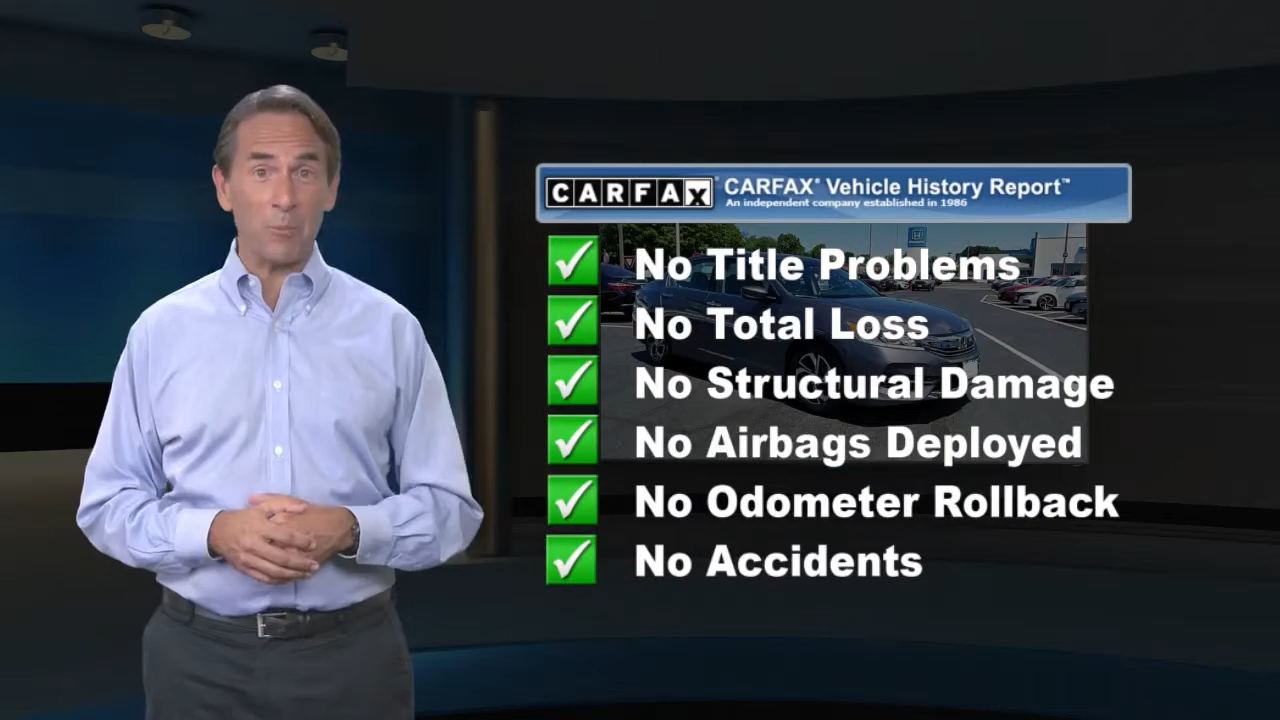 CARFAX® CARFAX® Vehicle History Report™
An independent company established in 1986
No Title Problems
No Total Loss
No Structural Damage
No Airbags Deployed
No Odometer Rollback
No Accidents